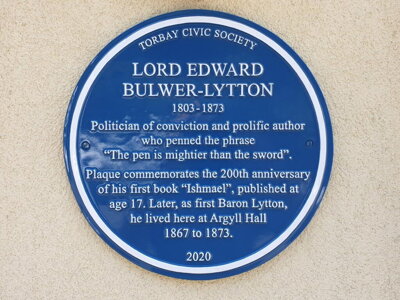 TORBAY CIVIC SOCIETY
LORD EDWARD
BULWER-LYTTON
1803-1873
Politician of conviction and prolific author
who penned the phrase
“The pen is mightier than the sword”.
Plaque commemorates the 200th anniversary
of his first book “Ishmael”, published at
age 17. Later, as first Baron Lytton,
he lived here at Argyll Hall
1867 to 1873.
2020